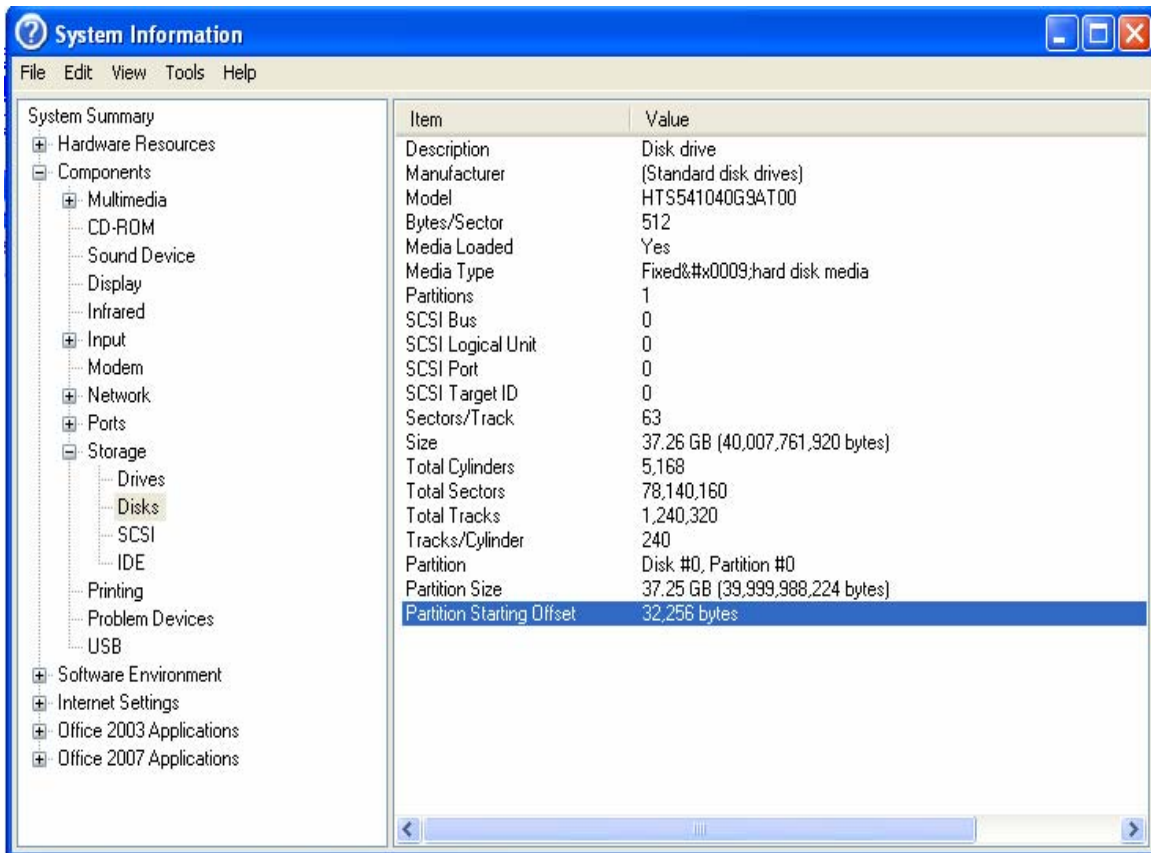 System Information
File Edit View Tools Help
System Summary
Hardware Resources
Components
Multimedia
CD-ROM
Sound Device
Display
Infrared
Input
Modem
Network
Ports
Storage
Drives
Disks
SCSI
IDE
Printing
Problem Devices
USB
Software Environment
Internet Settings
Office 2003 Applications
Office 2007 Applications
Item Value
Description Disk drive
Manufacturer (Standard disk drives)
Model HTS541040G9AT00
Bytes/Sector 512
Media Loaded Yes
Media Type Fixed&#x0009;hard disk media
Partitions 1
SCSI Bus 0
SCSI Logical Unit 0
SCSI Port 0
SCSI Target ID 0
Sectors/Track 63
Size 37.26 GB (40,007,761,920 bytes)
Total Cylinders 5,168
Total Sectors 78,140,160
Total Tracks 1,240,320
Tracks/Cylinder 240
Partition Disk #0, Partition #0
Partition Size 37.25 GB (39,999,988,224 bytes)
Partition Starting Offset 32,256 bytes